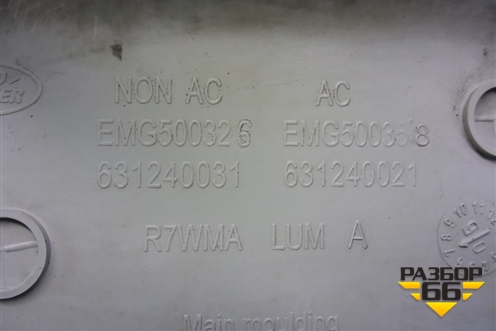 NON AC AC
EMG500326 EMG500358
631240031 631240021
R7WMA LUM A
Main moulding
РАЗБОР
66